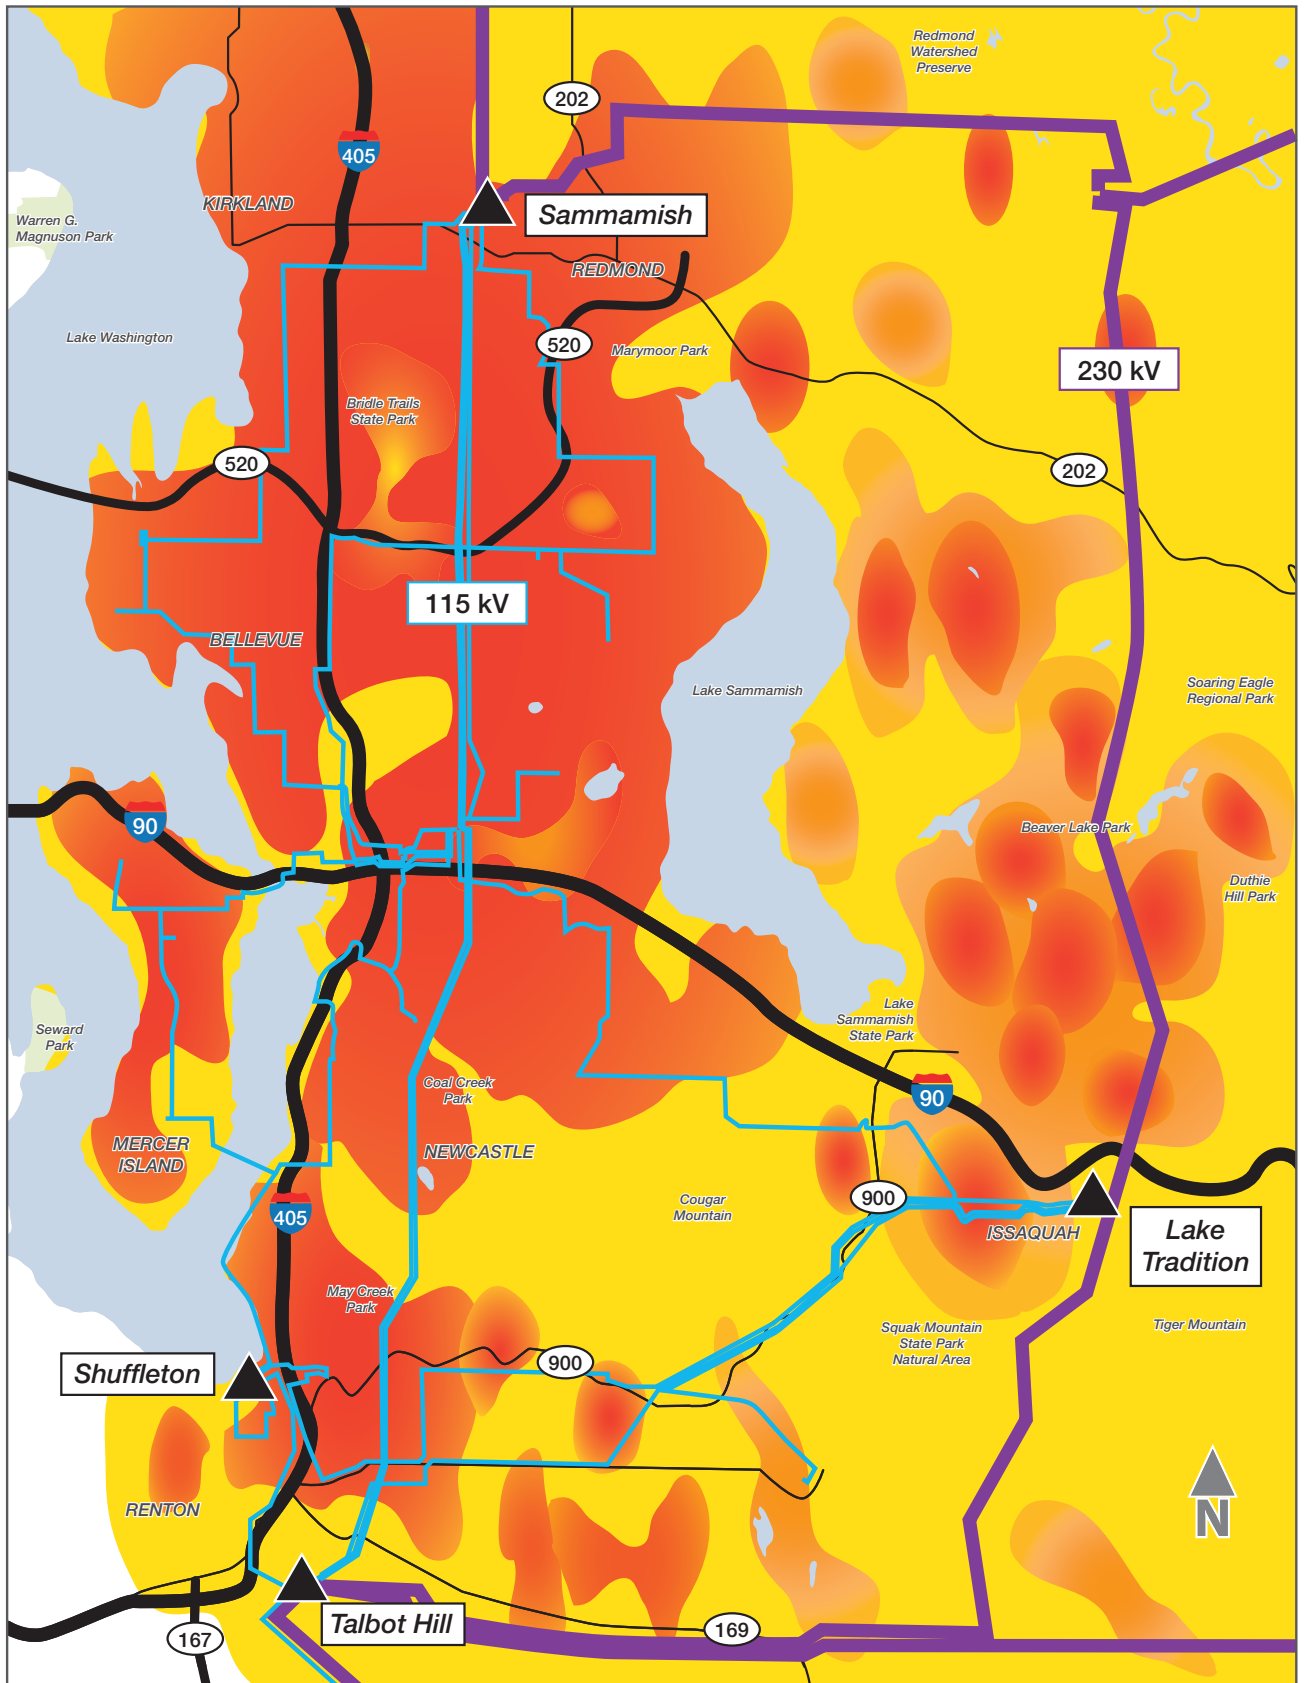 Redmond
Watershed
Preserve
202
405
KIRKLAND
Sammamish
Warren G.
Magnuson Park
REDMOND
Lake Washington
520
Marymoor Park
230 kV
Bridle Trails
State Park
520
202
115 kV
BELLEVUE
Lake Sammamish
Soaring Eagle
Regional Park
90
Beaver Lake Park
Duthie
Hill Park
Lake
Sammamish
State Park
Seward
Park
Coal Creek
Park
90
MERCER
ISLAND
NEWCASTLE
Cougar
Mountain
900
405
ISSAQUAH
Lake
Tradition
May Creek
Park
Squak Mountain
State Park
Natural Area
Tiger Mountain
Shuffleton
900
RENTON
N
Talbot Hill
167
169